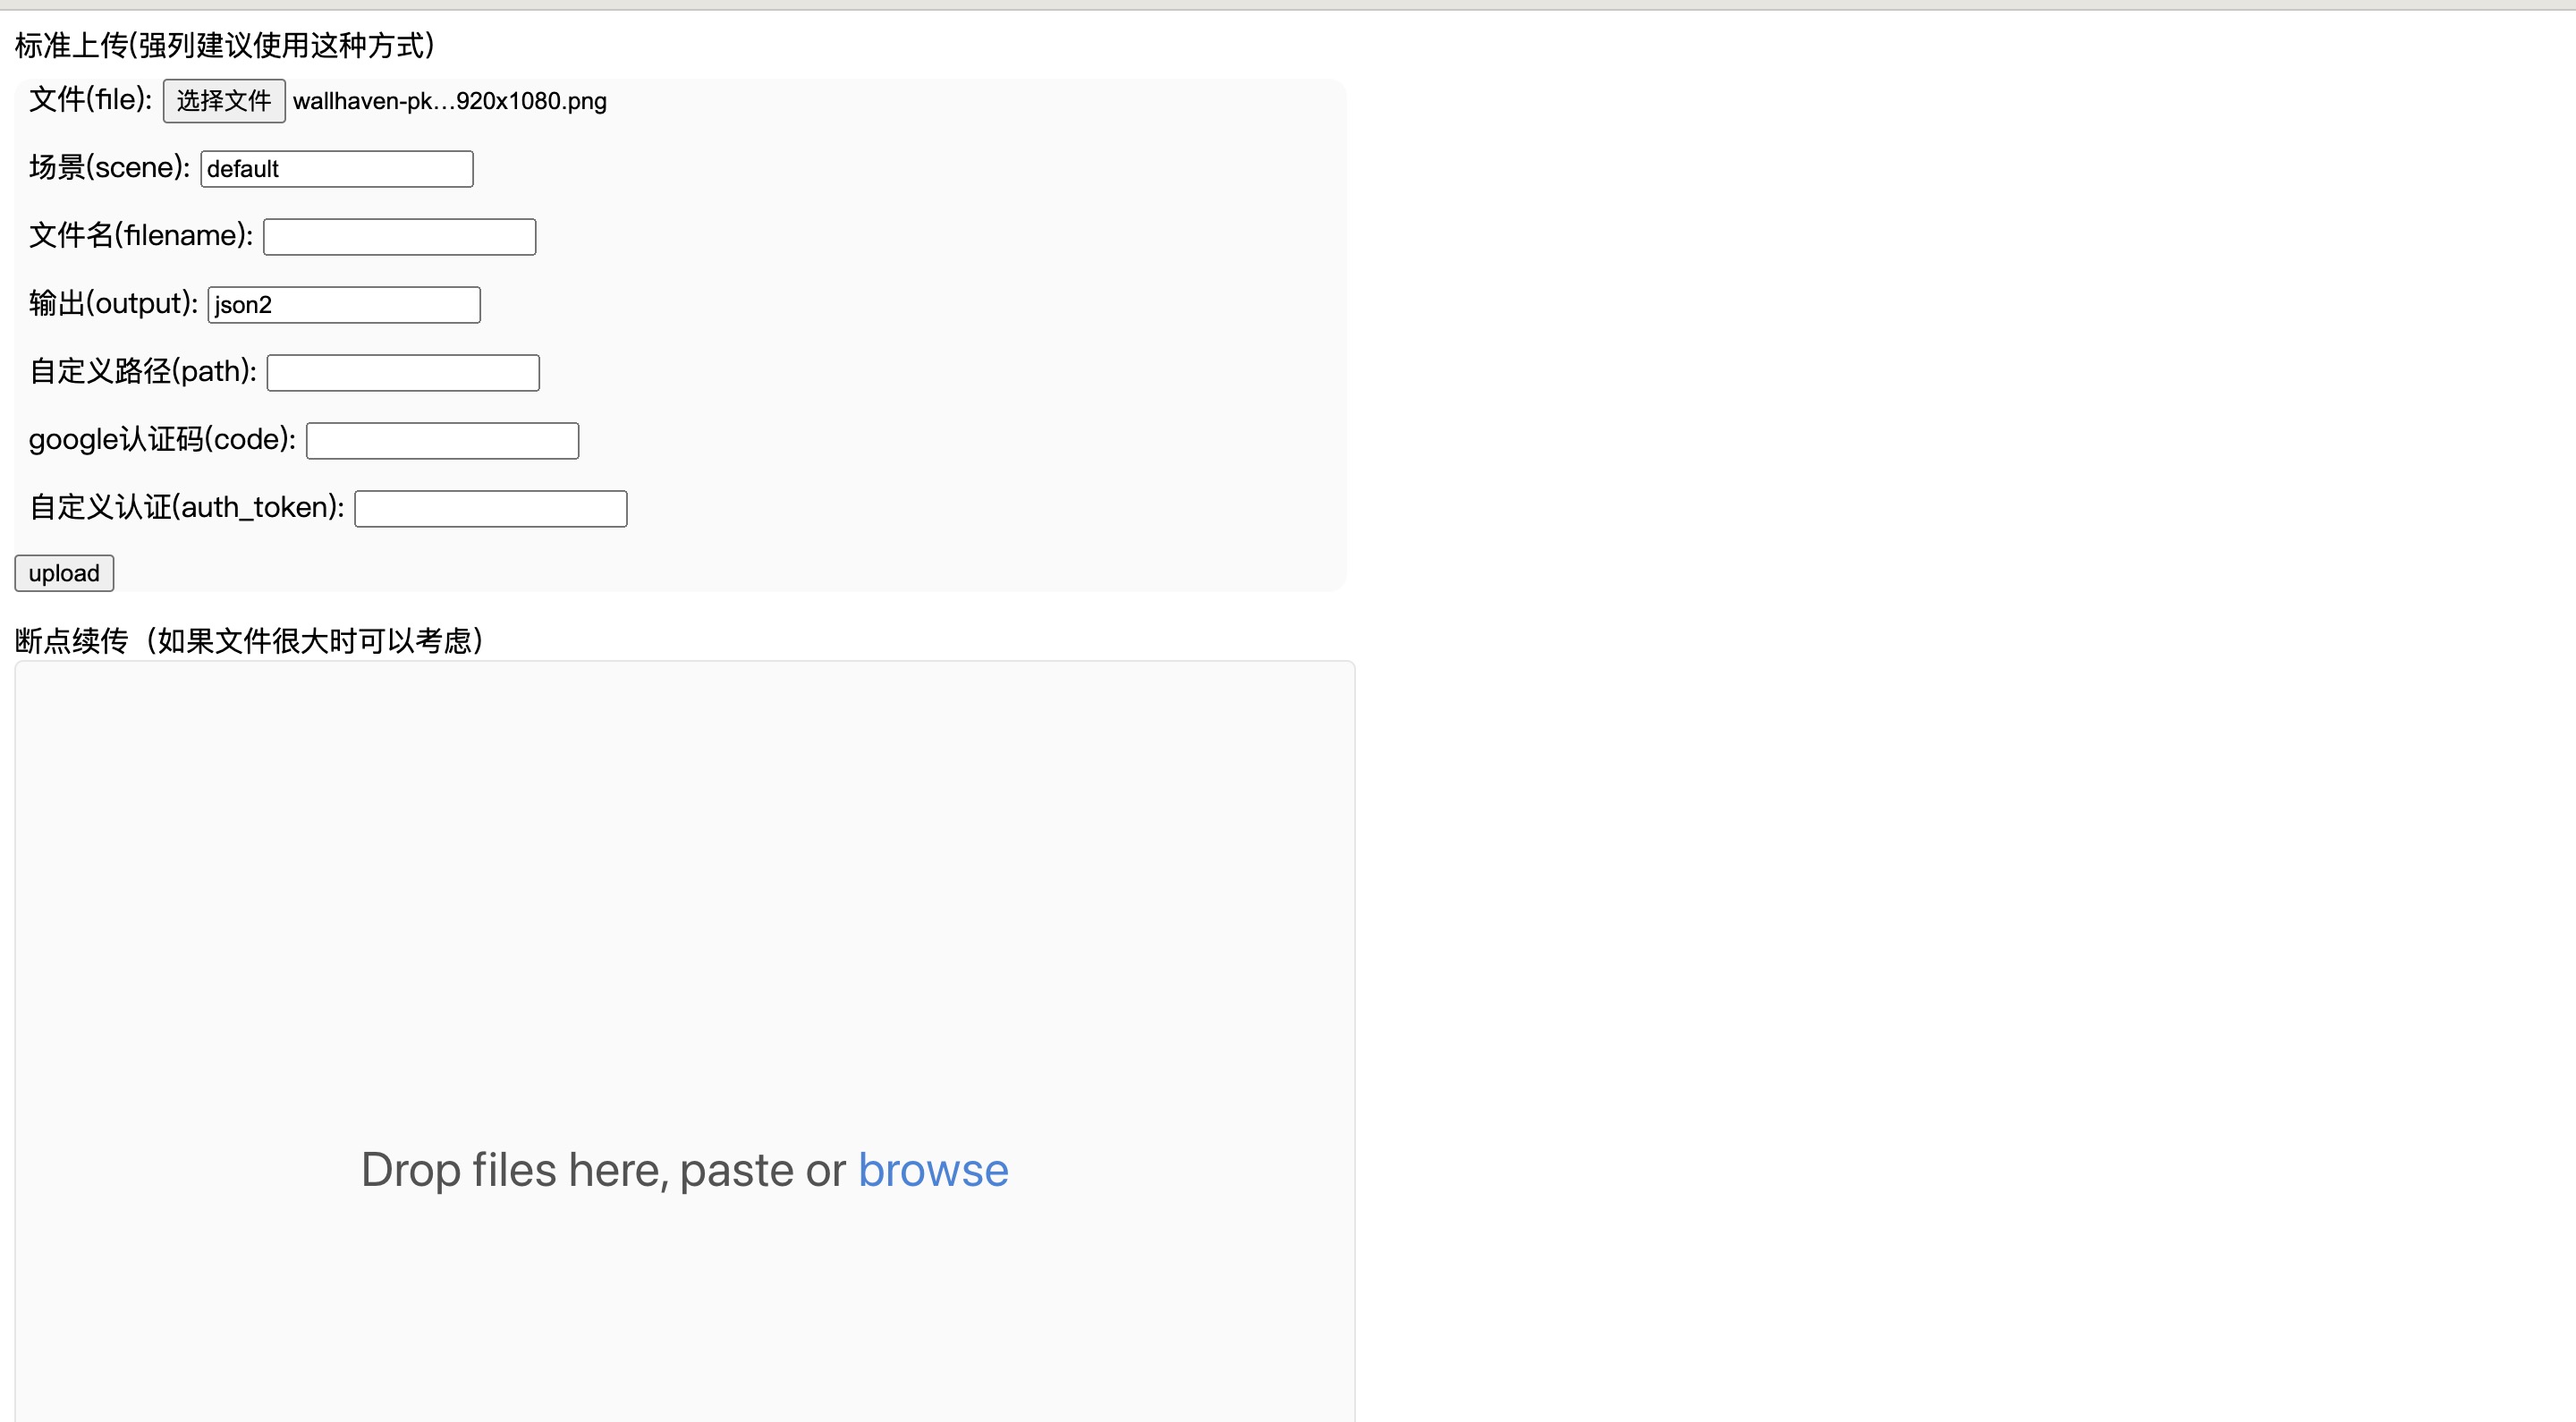 标准上传(强列建议使用这种方式)
文件(file): 选择文件 wallhaven-pk...920x1080.png
场景(scene): default
文件名(filename):
输出(output): json2
自定义路径(path):
google认证码(code):
自定义认证(auth_token):
upload
断点续传（如果文件很大时可以考虑）
Drop files here, paste or browse